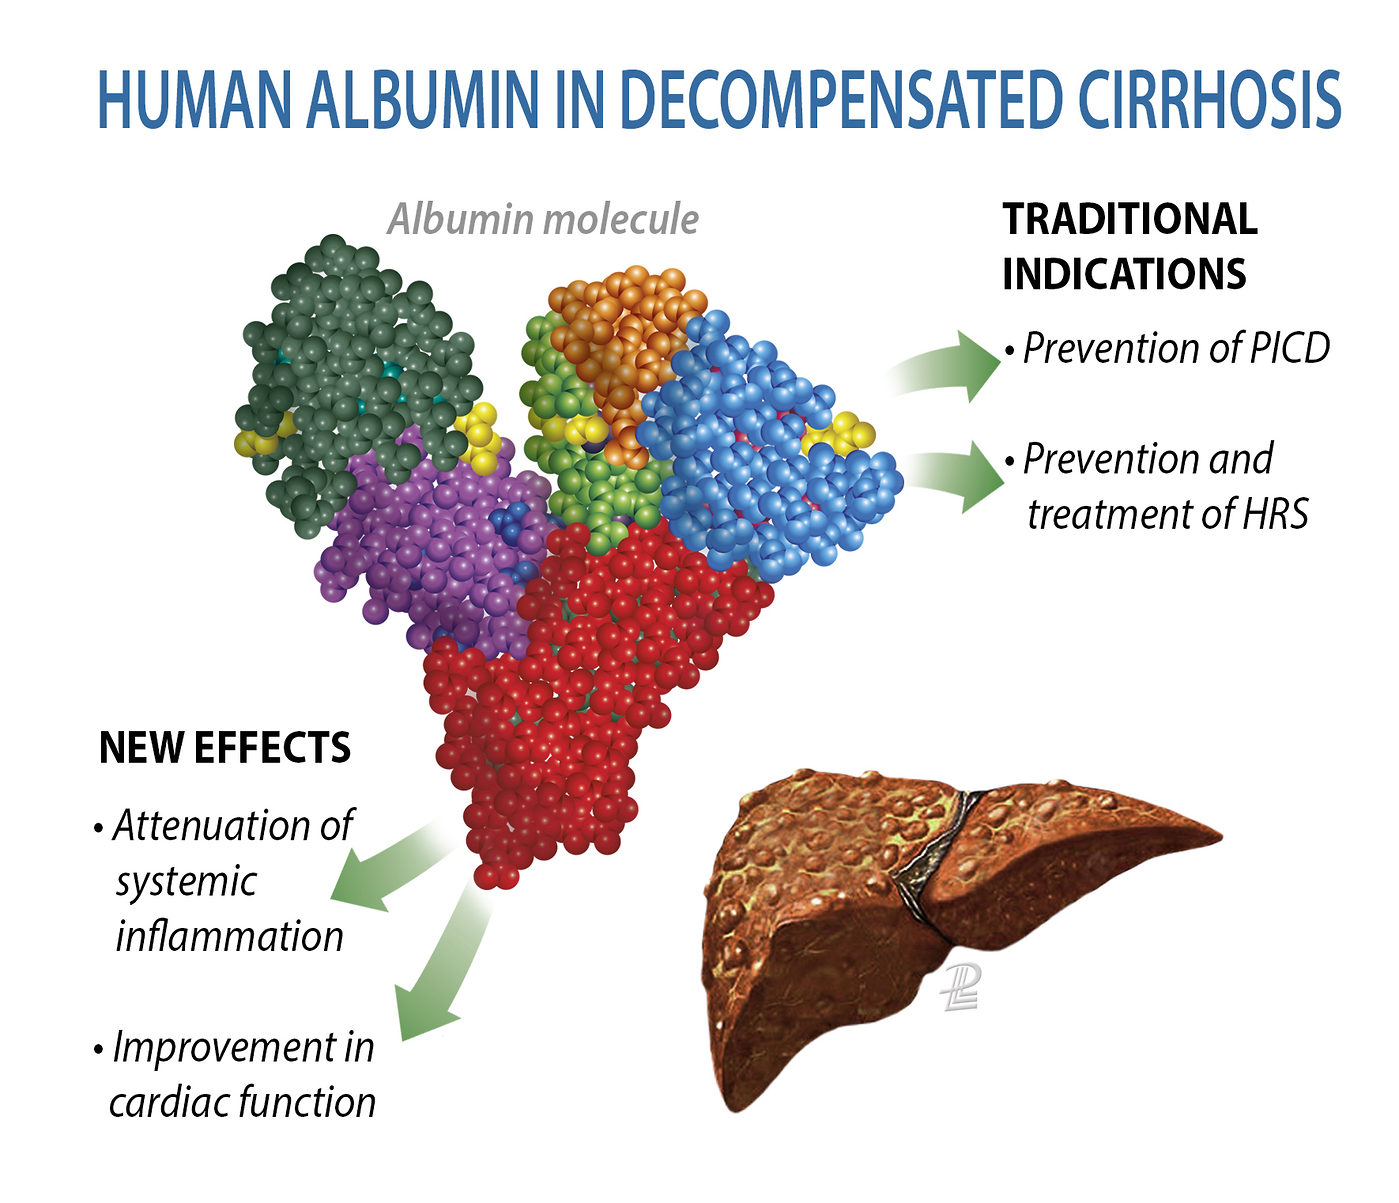 HUMAN ALBUMIN IN DECOMPENSATED CIRRHOSIS
Albumin molecule
TRADITIONAL
INDICATIONS
• Prevention of PICD
• Prevention and
treatment of HRS
NEW EFFECTS
• Attenuation of
systemic
inflammation
• Improvement in
cardiac function